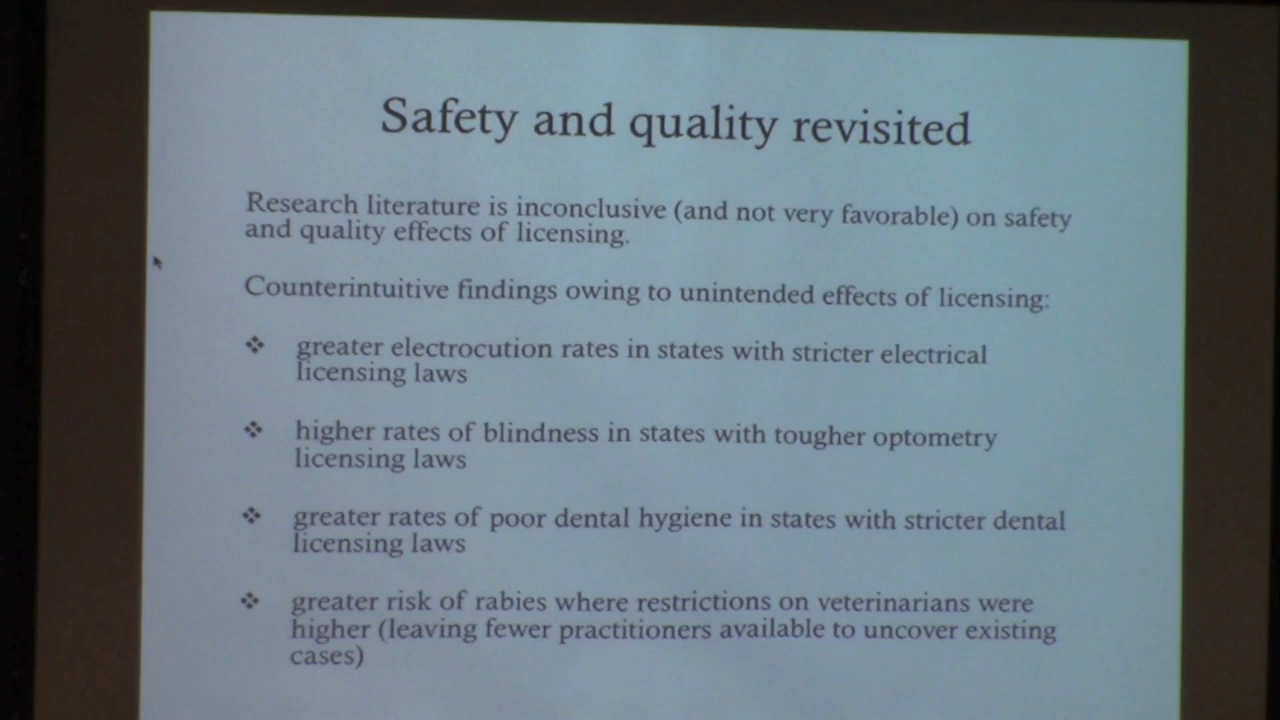 Safety and quality revisited
Research literature is inconclusive (and not very favorable) on safety
and quality effects of licensing.
Counterintuitive findings owing to unintended effects of licensing:
❖ greater electrocution rates in states with stricter electrical
licensing laws
❖ higher rates of blindness in states with tougher optometry
licensing laws
❖ greater rates of poor dental hygiene in states with stricter dental
licensing laws
❖ greater risk of rabies where restrictions on veterinarians were
higher (leaving fewer practitioners available to uncover existing
cases)